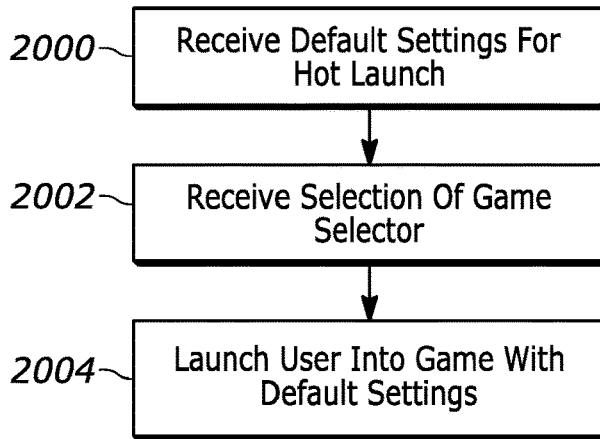 2000
Receive Default Settings For
Hot Launch
2002
Receive Selection Of Game
Selector
2004
Launch User Into Game With
Default Settings